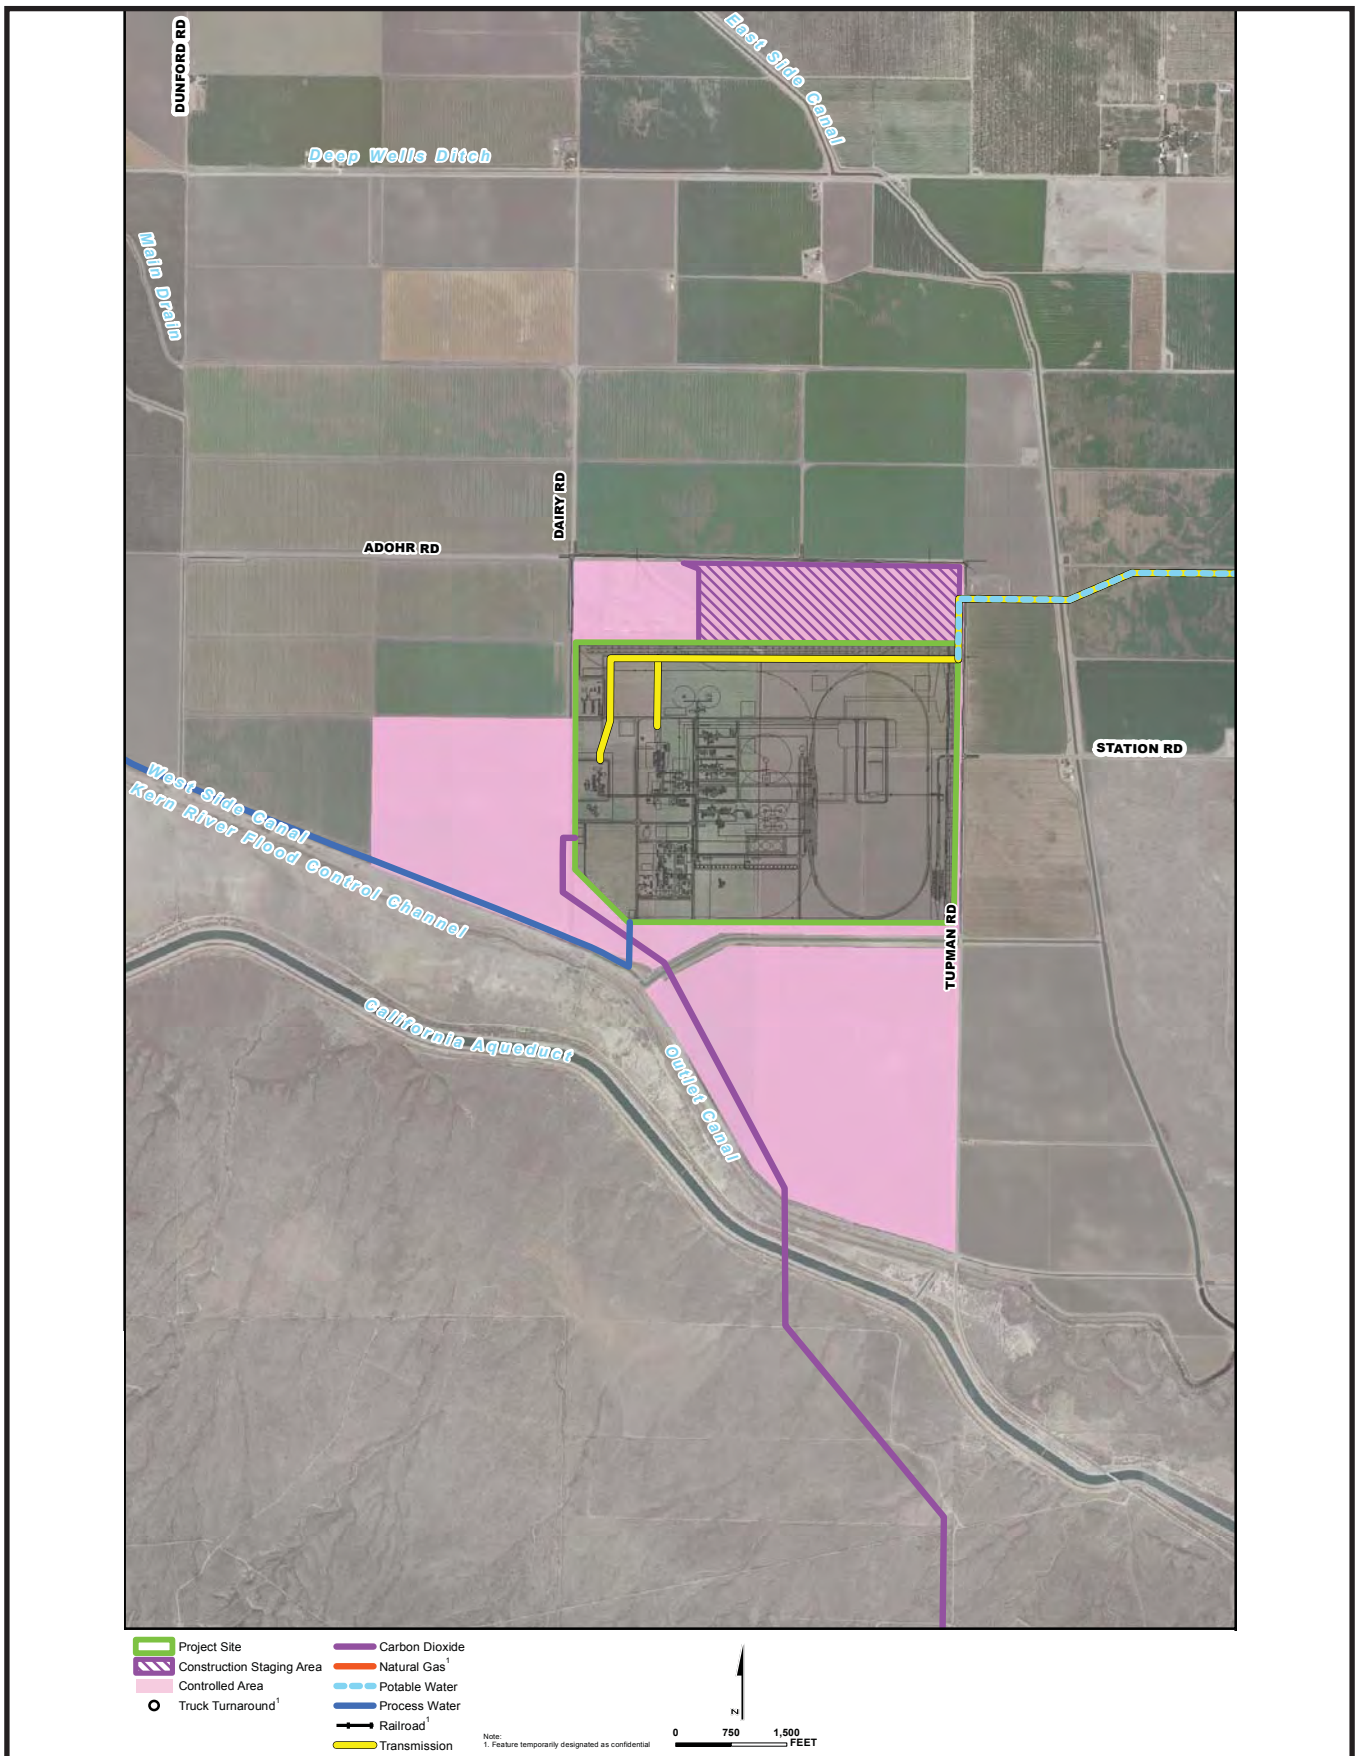 DUNFORD RD
East Side Canal
Deep Wells Ditch
Main Drain
DAIRY RD
ADOHR RD
STATION RD
West Side Canal
Kern River Flood Control Channel
TUPMAN RD
California Aqueduct
Outlet Canal
Project Site
Construction Staging Area
Controlled Area
Truck Turnaround1
Carbon Dioxide
Natural Gas1
Potable Water
Process Water
Railroad1
Transmission
Note:
1. Feature temporarily designated as confidential
N
0 750 1,500
FEET